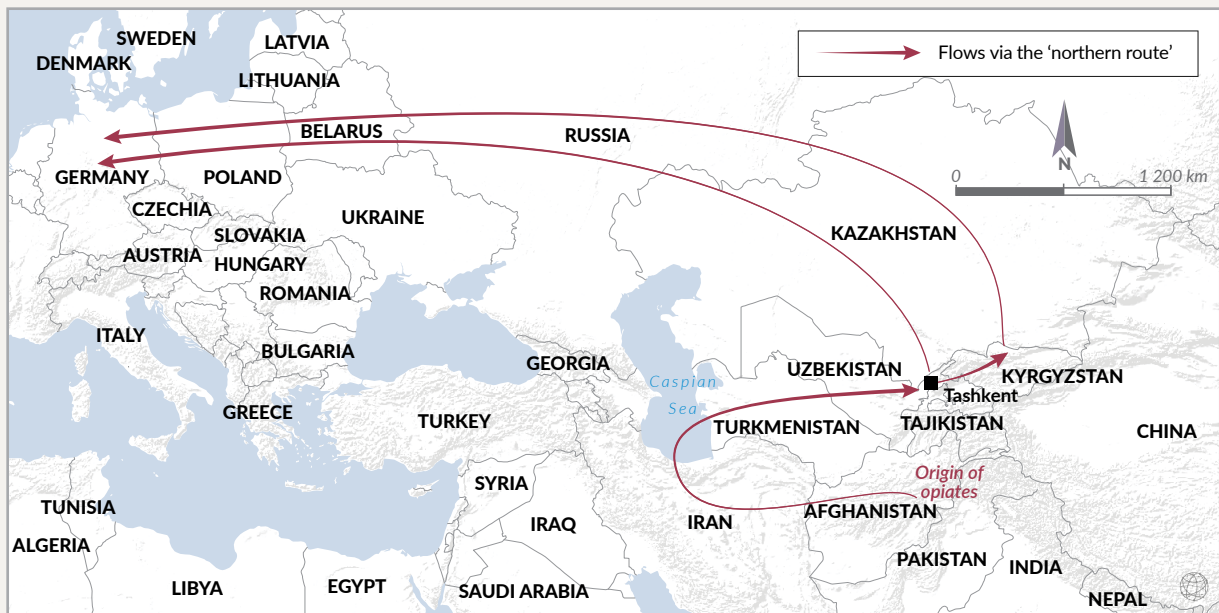 SWEDEN
LATVIA
DENMARK
LITHUANIA
Flows via the ‘northern route’
BELARUS
RUSSIA
N
0
1 200 km
GERMANY
POLAND
CZECHIA
UKRAINE
SLOVAKIA
KAZAKHSTAN
AUSTRIA
HUNGARY
ROMANIA
ITALY
BULGARIA
GEORGIA
UZBEKISTAN
KYRGYZSTAN
Caspian
Sea
Tashkent
GREECE
TURKEY
TURKMENISTAN
TAJIKISTAN
CHINA
Origin of
opiates
SYRIA
TUNISIA
IRAQ
IRAN
AFGHANISTAN
ALGERIA
PAKISTAN
INDIA
LIBYA
EGYPT
SAUDI ARABIA
NEPAL